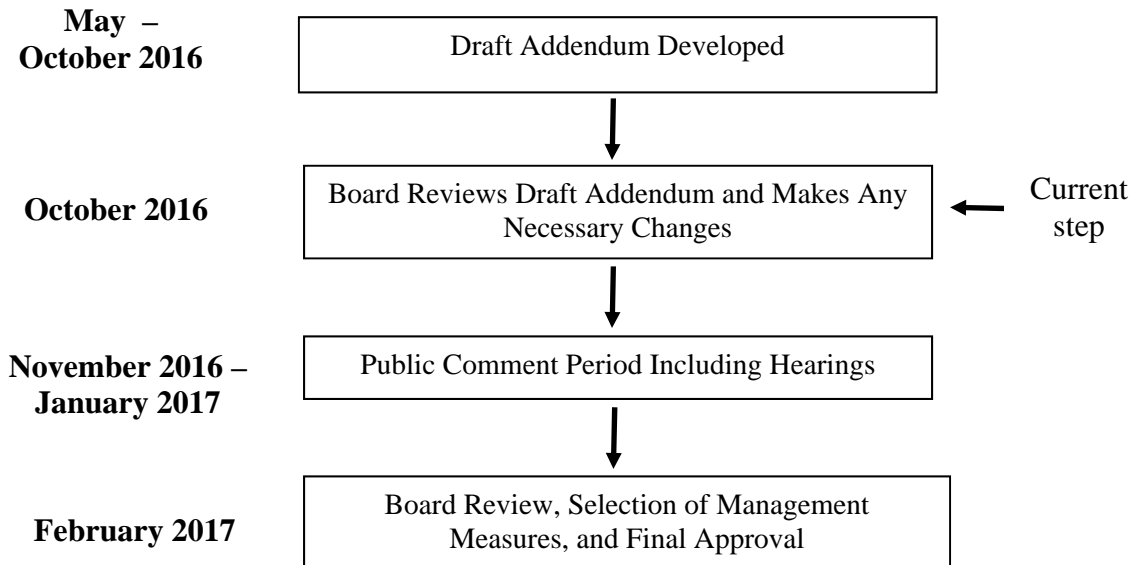 May –
October 2016
Draft Addendum Developed
October 2016
Board Reviews Draft Addendum and Makes Any
Necessary Changes
Current
step
November 2016 –
January 2017
Public Comment Period Including Hearings
February 2017
Board Review, Selection of Management
Measures, and Final Approval